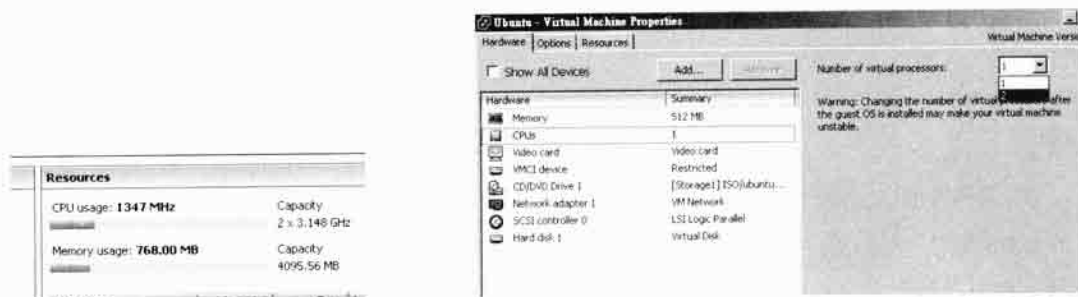 Resources
CPU usage: 1347 MHz
Capacity
2 x 3.148 GHz
Memory usage: 768.00 MB
Capacity
4095.56 MB
Ubuntu - Virtual Machine Properties
Hardware Options Resources
Virtual Machine Versi
Show All Devices
Add...
Number of virtual processors:
1
1
2
Hardware
Summary
Memory 512 MB
CPUs 1
Video card Video card
VMCI device Restricted
CD/DVD Drive 1 [Storage1] ISO/ubuntu...
Network adapter 1 VM Network
SCSI controller 0 LSI Logic Parallel
Hard disk 1 Virtual Disk
Warning: Changing the number of virtual after
the guest OS is installed may make your virtual machine
unstable.